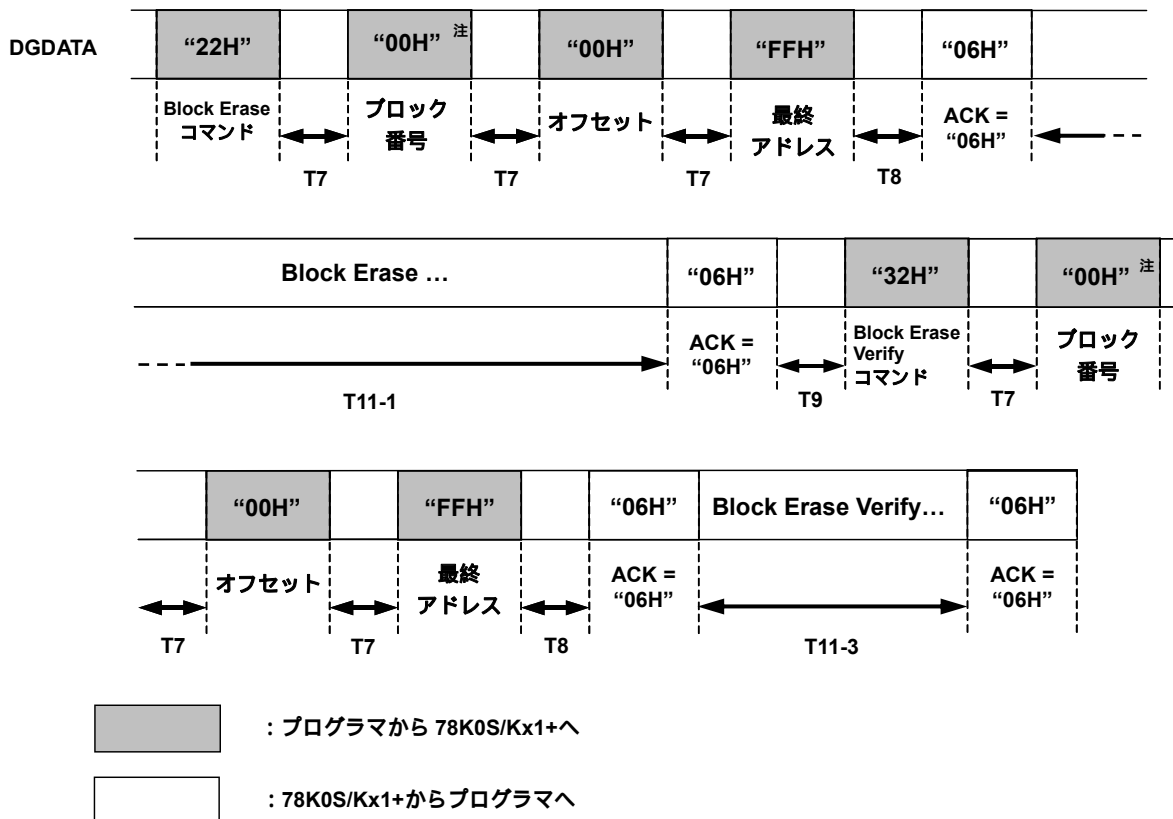 DGDATA “22H” “00H” 注 “00H” “FFH” “06H”
Block Erase コマンド ブロック 番号 オフセット 最終 アドレス ACK = “06H”
T7 T7 T7 T8
Block Erase … “06H” “32H” “00H” 注
ACK = “06H” Block Erase Verify コマンド ブロック 番号
T11-1 T9 T7
“00H” “FFH” “06H” Block Erase Verify… “06H”
オフセット 最終 アドレス ACK = “06H” ACK = “06H”
T7 T7 T8 T11-3
：プログラマから 78K0S/Kx1+へ
：78K0S/Kx1+からプログラマへ